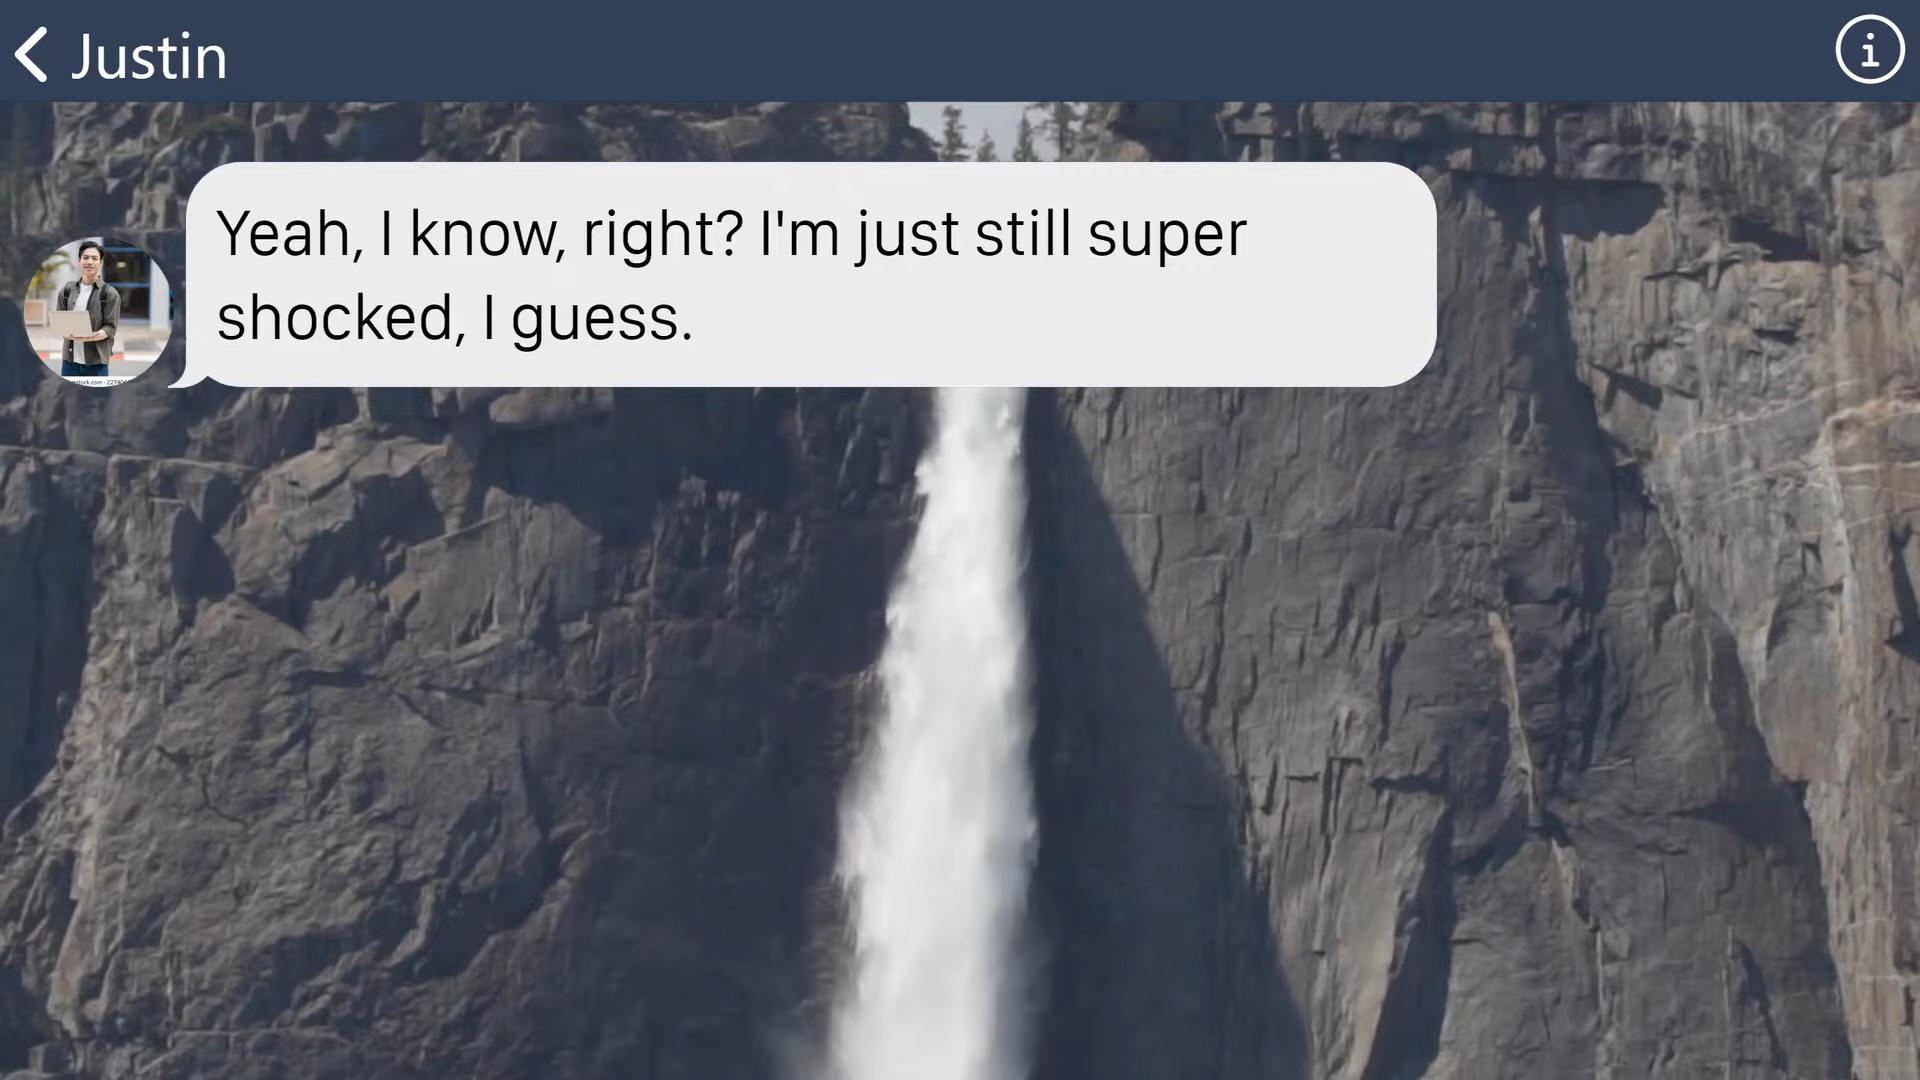 Justin
Yeah, I know, right? I'm just still super
shocked, I guess.